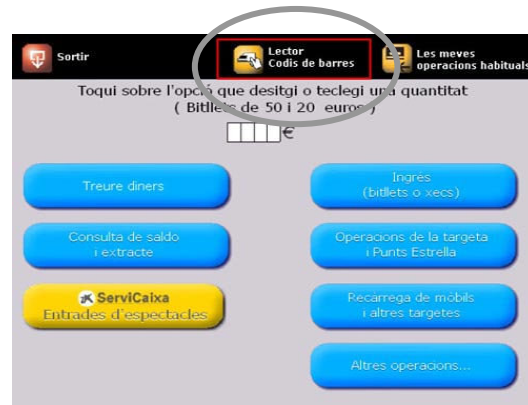 Sortir
Lector
Codis de barres
Les meves
operacions habituals
Toqui sobre l'opció que desitgi o teclegi una quantitat
( Bitllets de 50 i 20 euros )
€
Treure diners
Ingrés
(bitllets o xecs)
Consulta de saldo
i extracte
Operacions de la targeta
i Punts Estrella
ServiCaixa
Entrades d'espectacles
Recàrrega de mòbils
i altres targetes
Altres operacions...